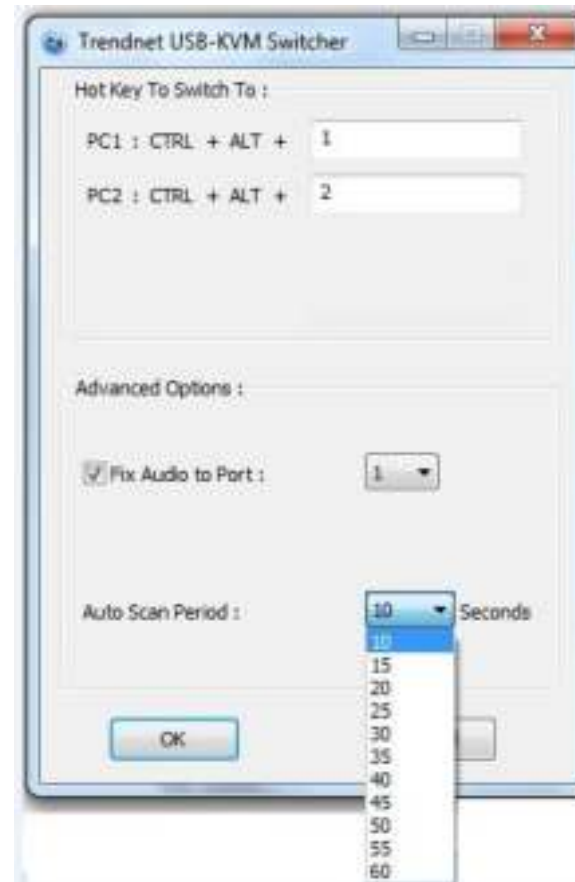 Trendnet USB-KVM Switcher
Hot Key To Switch To :
PC1 : CTRL + ALT + 1
PC2 : CTRL + ALT + 2
Advanced Options :
Fix Audio to Port : 1
Auto Scan Period : 10 Seconds
10
15
20
25
30
OK
35
40
45
50
55
60